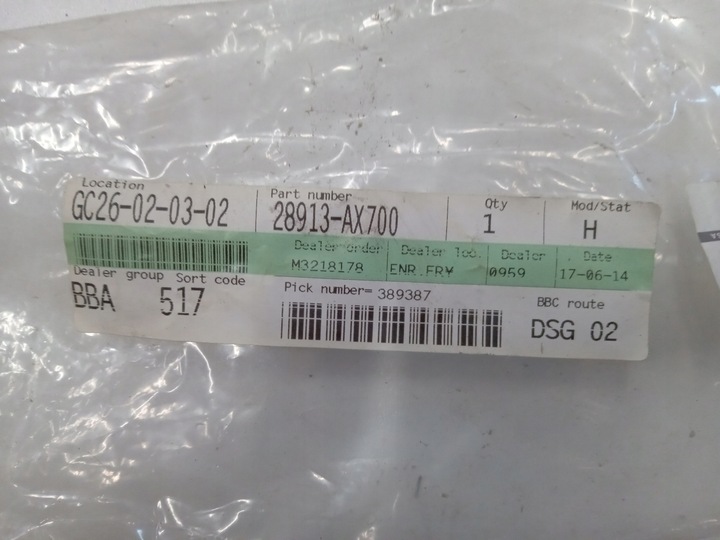 Location Part number Qty Mod/Stat
GC26-02-03-02 28913-AX700 1 H
Dealer order Dealer loc. Dealer Date
M3218178 ENR.FRY 0959 17-06-14
Dealer group Sort code Pick number= 389387 BBC route
BBA 517 DSG 02